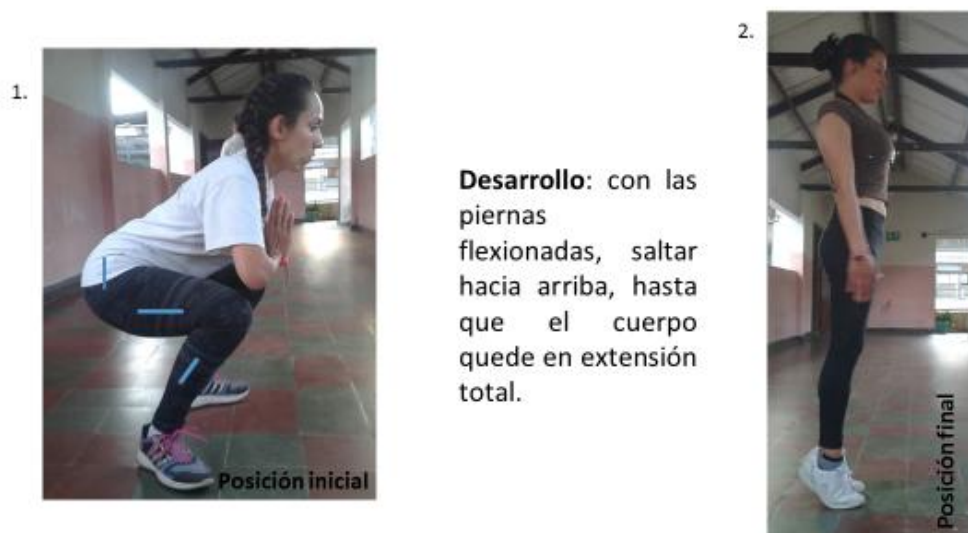 1.
Posición inicial
Desarrollo: con las
piernas
flexionadas, saltar
hacia arriba, hasta
que el cuerpo
quede en extensión
total.
2.
Posición final